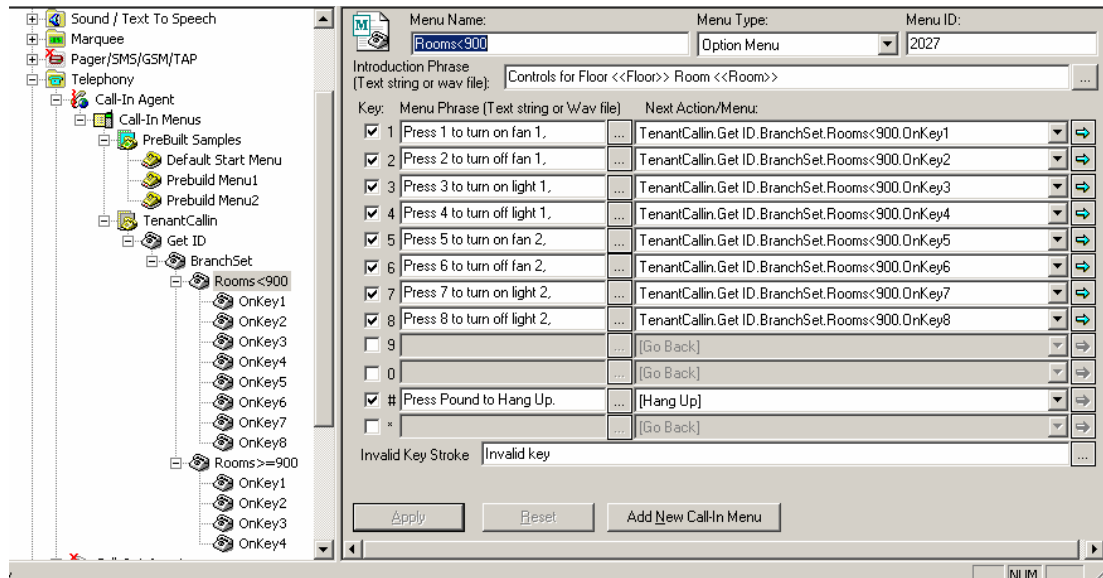 Sound / Text To Speech
Marquee
Pager/SMS/GSM/TAP
Telephony
Call-In Agent
Call-In Menus
PreBuilt Samples
Default Start Menu
Prebuild Menu1
Prebuild Menu2
TenantCallin
Get ID
BranchSet
Rooms<900
OnKey1
OnKey2
OnKey3
OnKey4
OnKey5
OnKey6
OnKey7
OnKey8
Rooms>=900
OnKey1
OnKey2
OnKey3
OnKey4
Menu Name: Menu Type: Menu ID:
Rooms<900 Option Menu 2027
Introduction Phrase
(Text string or wav file): Controls for Floor <<Floor>> Room <<Room>> ...
Key: Menu Phrase (Text string or Wav file) Next Action/Menu:
1 Press 1 to turn on fan 1, ... TenantCallin.Get ID.BranchSet.Rooms<900.OnKey1
2 Press 2 to turn off fan 1, ... TenantCallin.Get ID.BranchSet.Rooms<900.OnKey2
3 Press 3 to turn on light 1, ... TenantCallin.Get ID.BranchSet.Rooms<900.OnKey3
4 Press 4 to turn off light 1, ... TenantCallin.Get ID.BranchSet.Rooms<900.OnKey4
5 Press 5 to turn on fan 2, ... TenantCallin.Get ID.BranchSet.Rooms<900.OnKey5
6 Press 6 to turn off fan 2, ... TenantCallin.Get ID.BranchSet.Rooms<900.OnKey6
7 Press 7 to turn on light 2, ... TenantCallin.Get ID.BranchSet.Rooms<900.OnKey7
8 Press 8 to turn off light 2, ... TenantCallin.Get ID.BranchSet.Rooms<900.OnKey8
9 ... [Go Back]
0 ... [Go Back]
# Press Pound to Hang Up. ... [Hang Up]
* ... [Go Back]
Invalid Key Stroke Invalid key ...
Apply Reset Add New Call-In Menu
NUM